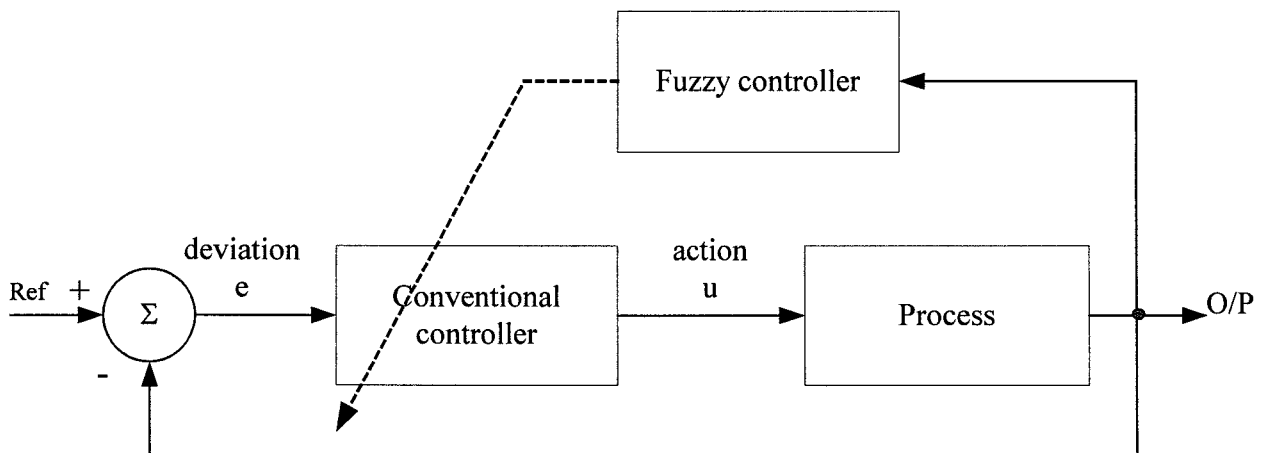 Fuzzy controller
deviation
e
action
u
Ref
+
Σ
-
Conventional
controller
Process
O/P